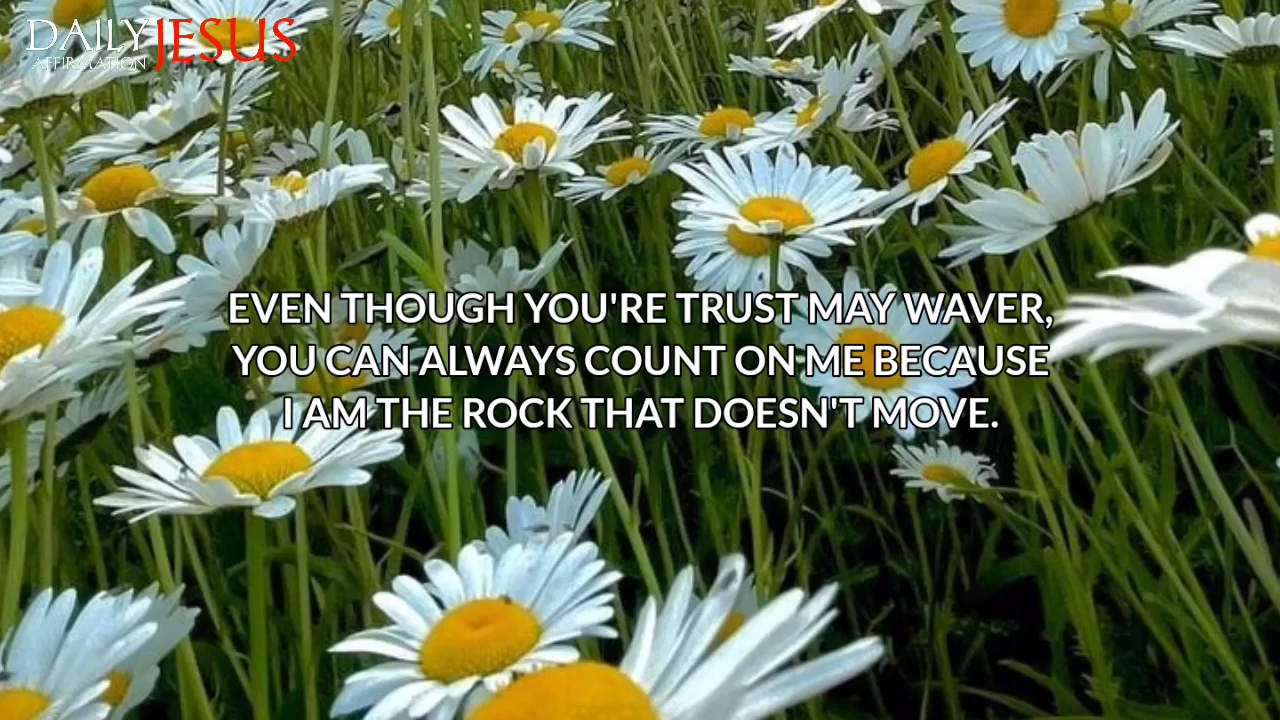 DAILY JESUS
AFFIRMATION
EVEN THOUGH YOU'RE TRUST MAY WAVER,
YOU CAN ALWAYS COUNT ON ME BECAUSE
I AM THE ROCK THAT DOESN'T MOVE.